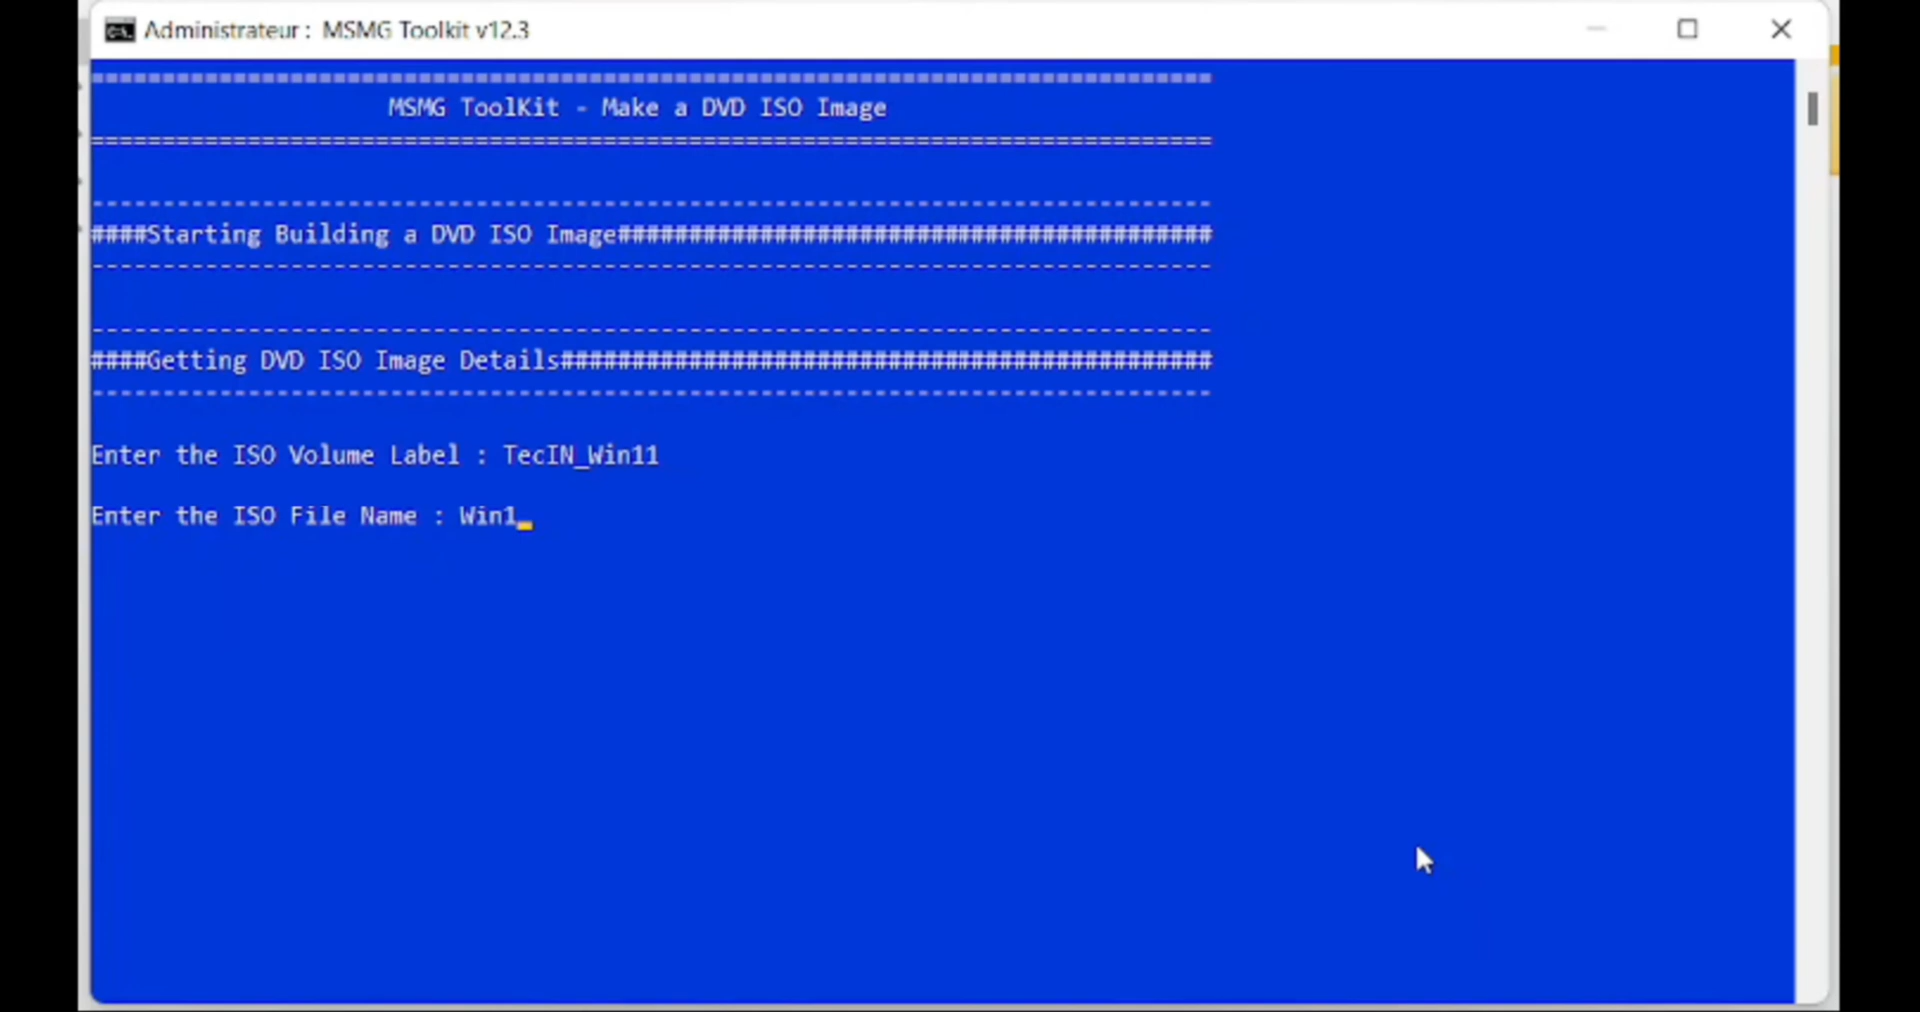 Administrateur : MSMG Toolkit v12.3
===============================================================================
MSMG ToolKit - Make a DVD ISO Image
===============================================================================
-------------------------------------------------------------------------------
####Starting Building a DVD ISO Image##########################################
-------------------------------------------------------------------------------
-------------------------------------------------------------------------------
####Getting DVD ISO Image Details##############################################
-------------------------------------------------------------------------------
Enter the ISO Volume Label : TecIN_Win11
Enter the ISO File Name : Win1_